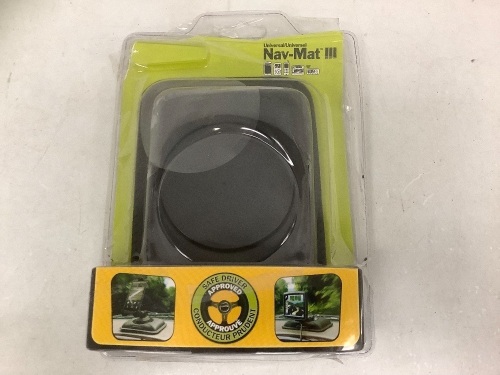 Universal/Universel
Nav-Mat III
SAFE DRIVER
APPROVED
APPROUVÉ
CONDUCTEUR PRUDENT